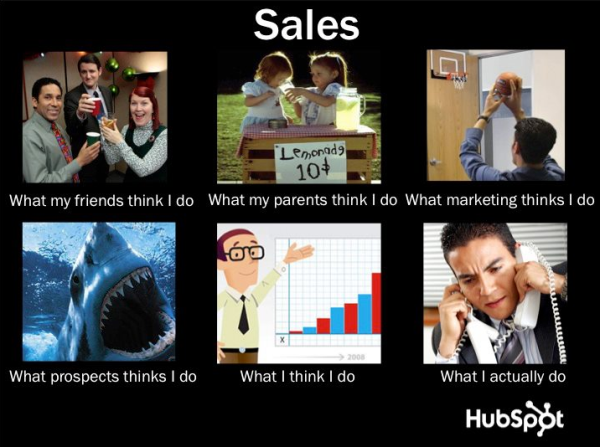 Sales
Lemonade
10¢
What my friends think I do
What my parents think I do
What marketing thinks I do
X
2008
What prospects thinks I do
What I think I do
What I actually do
HubSpot